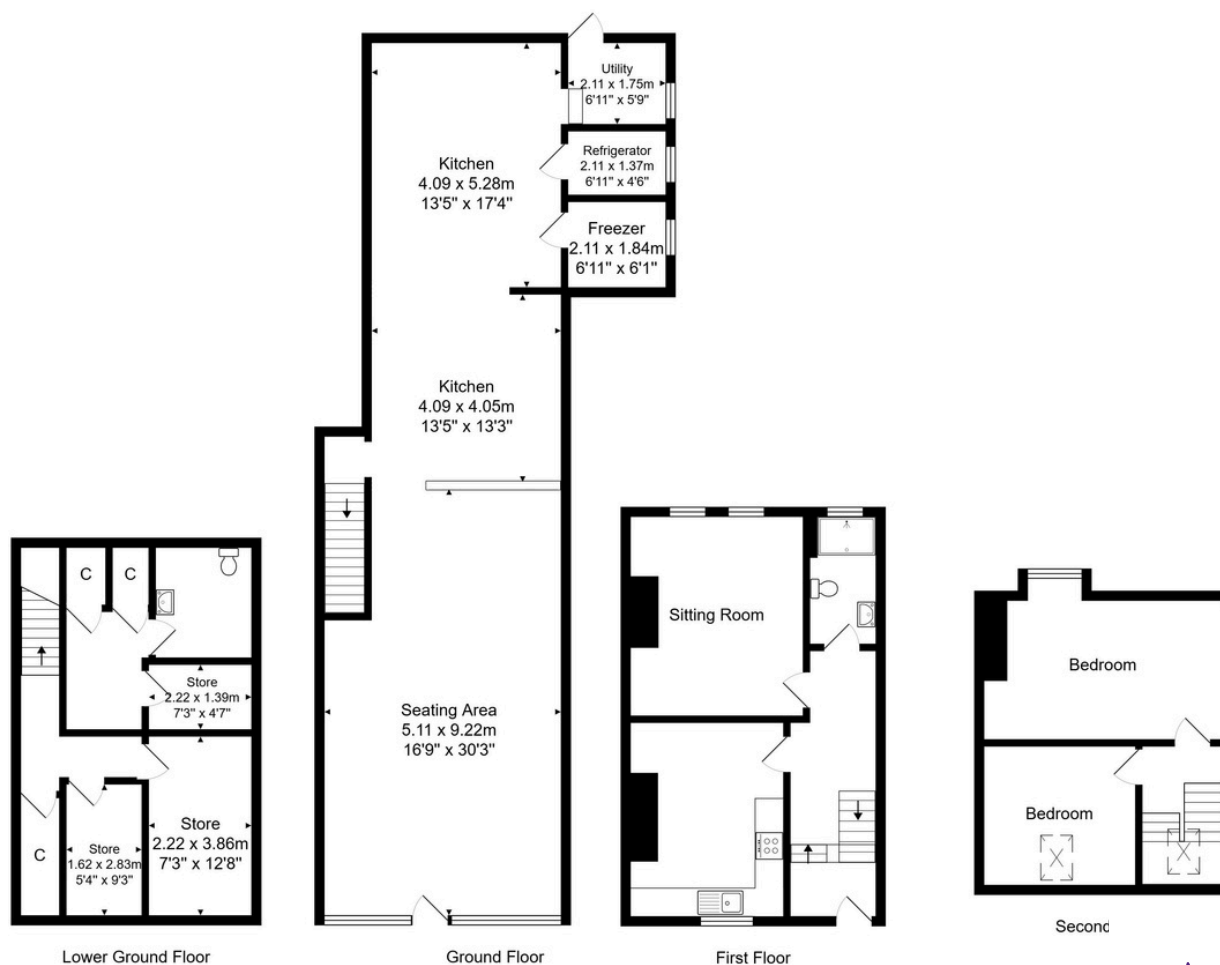 Utility
2.11 x 1.75m
6'11" x 5'9"
Refrigerator
2.11 x 1.37m
6'11" x 4'6"
Freezer
2.11 x 1.84m
6'11" x 6'1"
Kitchen
4.09 x 5.28m
13'5" x 17'4"
Kitchen
4.09 x 4.05m
13'5" x 13'3"
Seating Area
5.11 x 9.22m
16'9" x 30'3"
Ground Floor
C
C
Store
2.22 x 1.39m
7'3" x 4'7"
Store
2.22 x 3.86m
7'3" x 12'8"
Store
1.62 x 2.83m
5'4" x 9'3"
C
Lower Ground Floor
Sitting Room
First Floor
Bedroom
Bedroom
Second